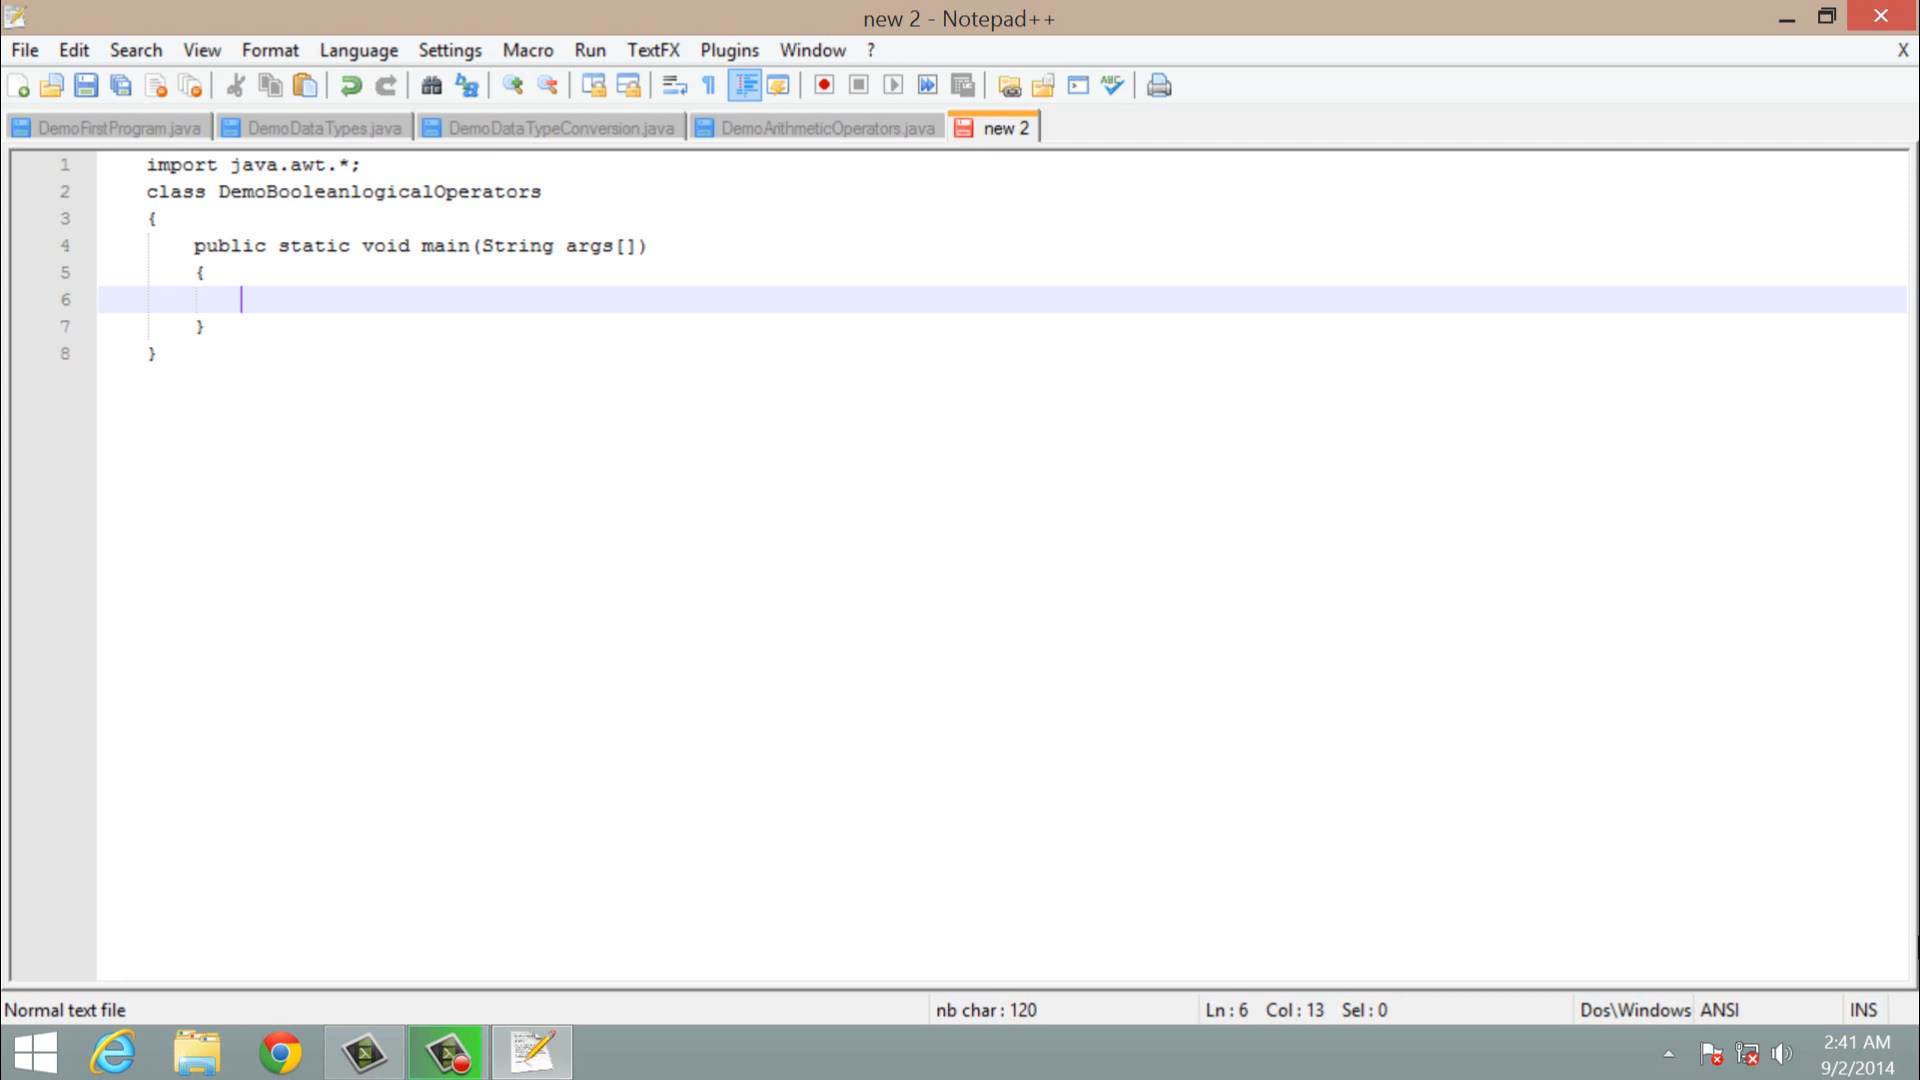 new 2 - Notepad++
File Edit Search View Format Language Settings Macro Run TextFX Plugins Window ? X
DemoFirstProgram.java DemoDataTypes.java DemoDataTypeConversion.java DemoArithmeticOperators.java new 2
1 import java.awt.*;
2 class DemoBooleanlogicalOperators
3 {
4 public static void main(String args[])
5 {
6
7 }
8 }
Normal text file nb char : 120 Ln : 6 Col : 13 Sel : 0 Dos\Windows ANSI INS
2:41 AM
9/2/2014